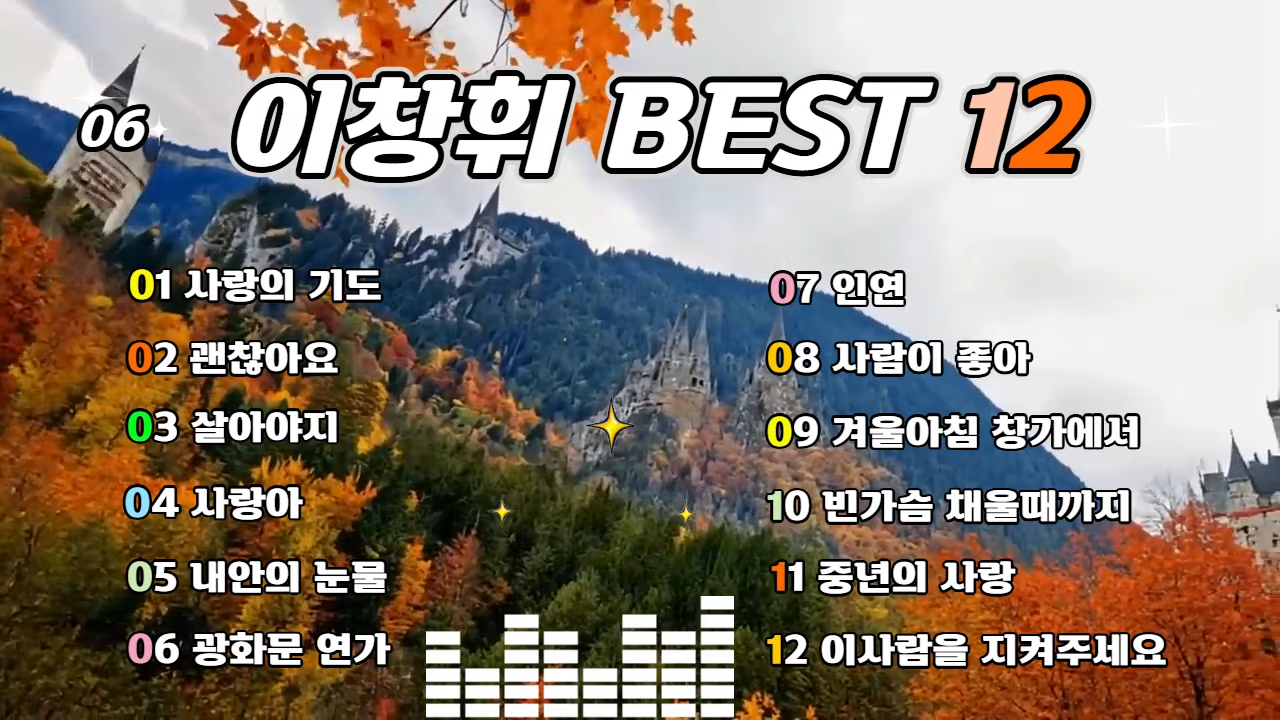 06
이창휘 BEST 12
01 사랑의 기도
02 괜찮아요
03 살아야지
04 사랑아
05 내안의 눈물
06 광화문 연가
07 인연
08 사람이 좋아
09 겨울아침 창가에서
10 빈가슴 채울때까지
11 중년의 사랑
12 이사람을 지켜주세요